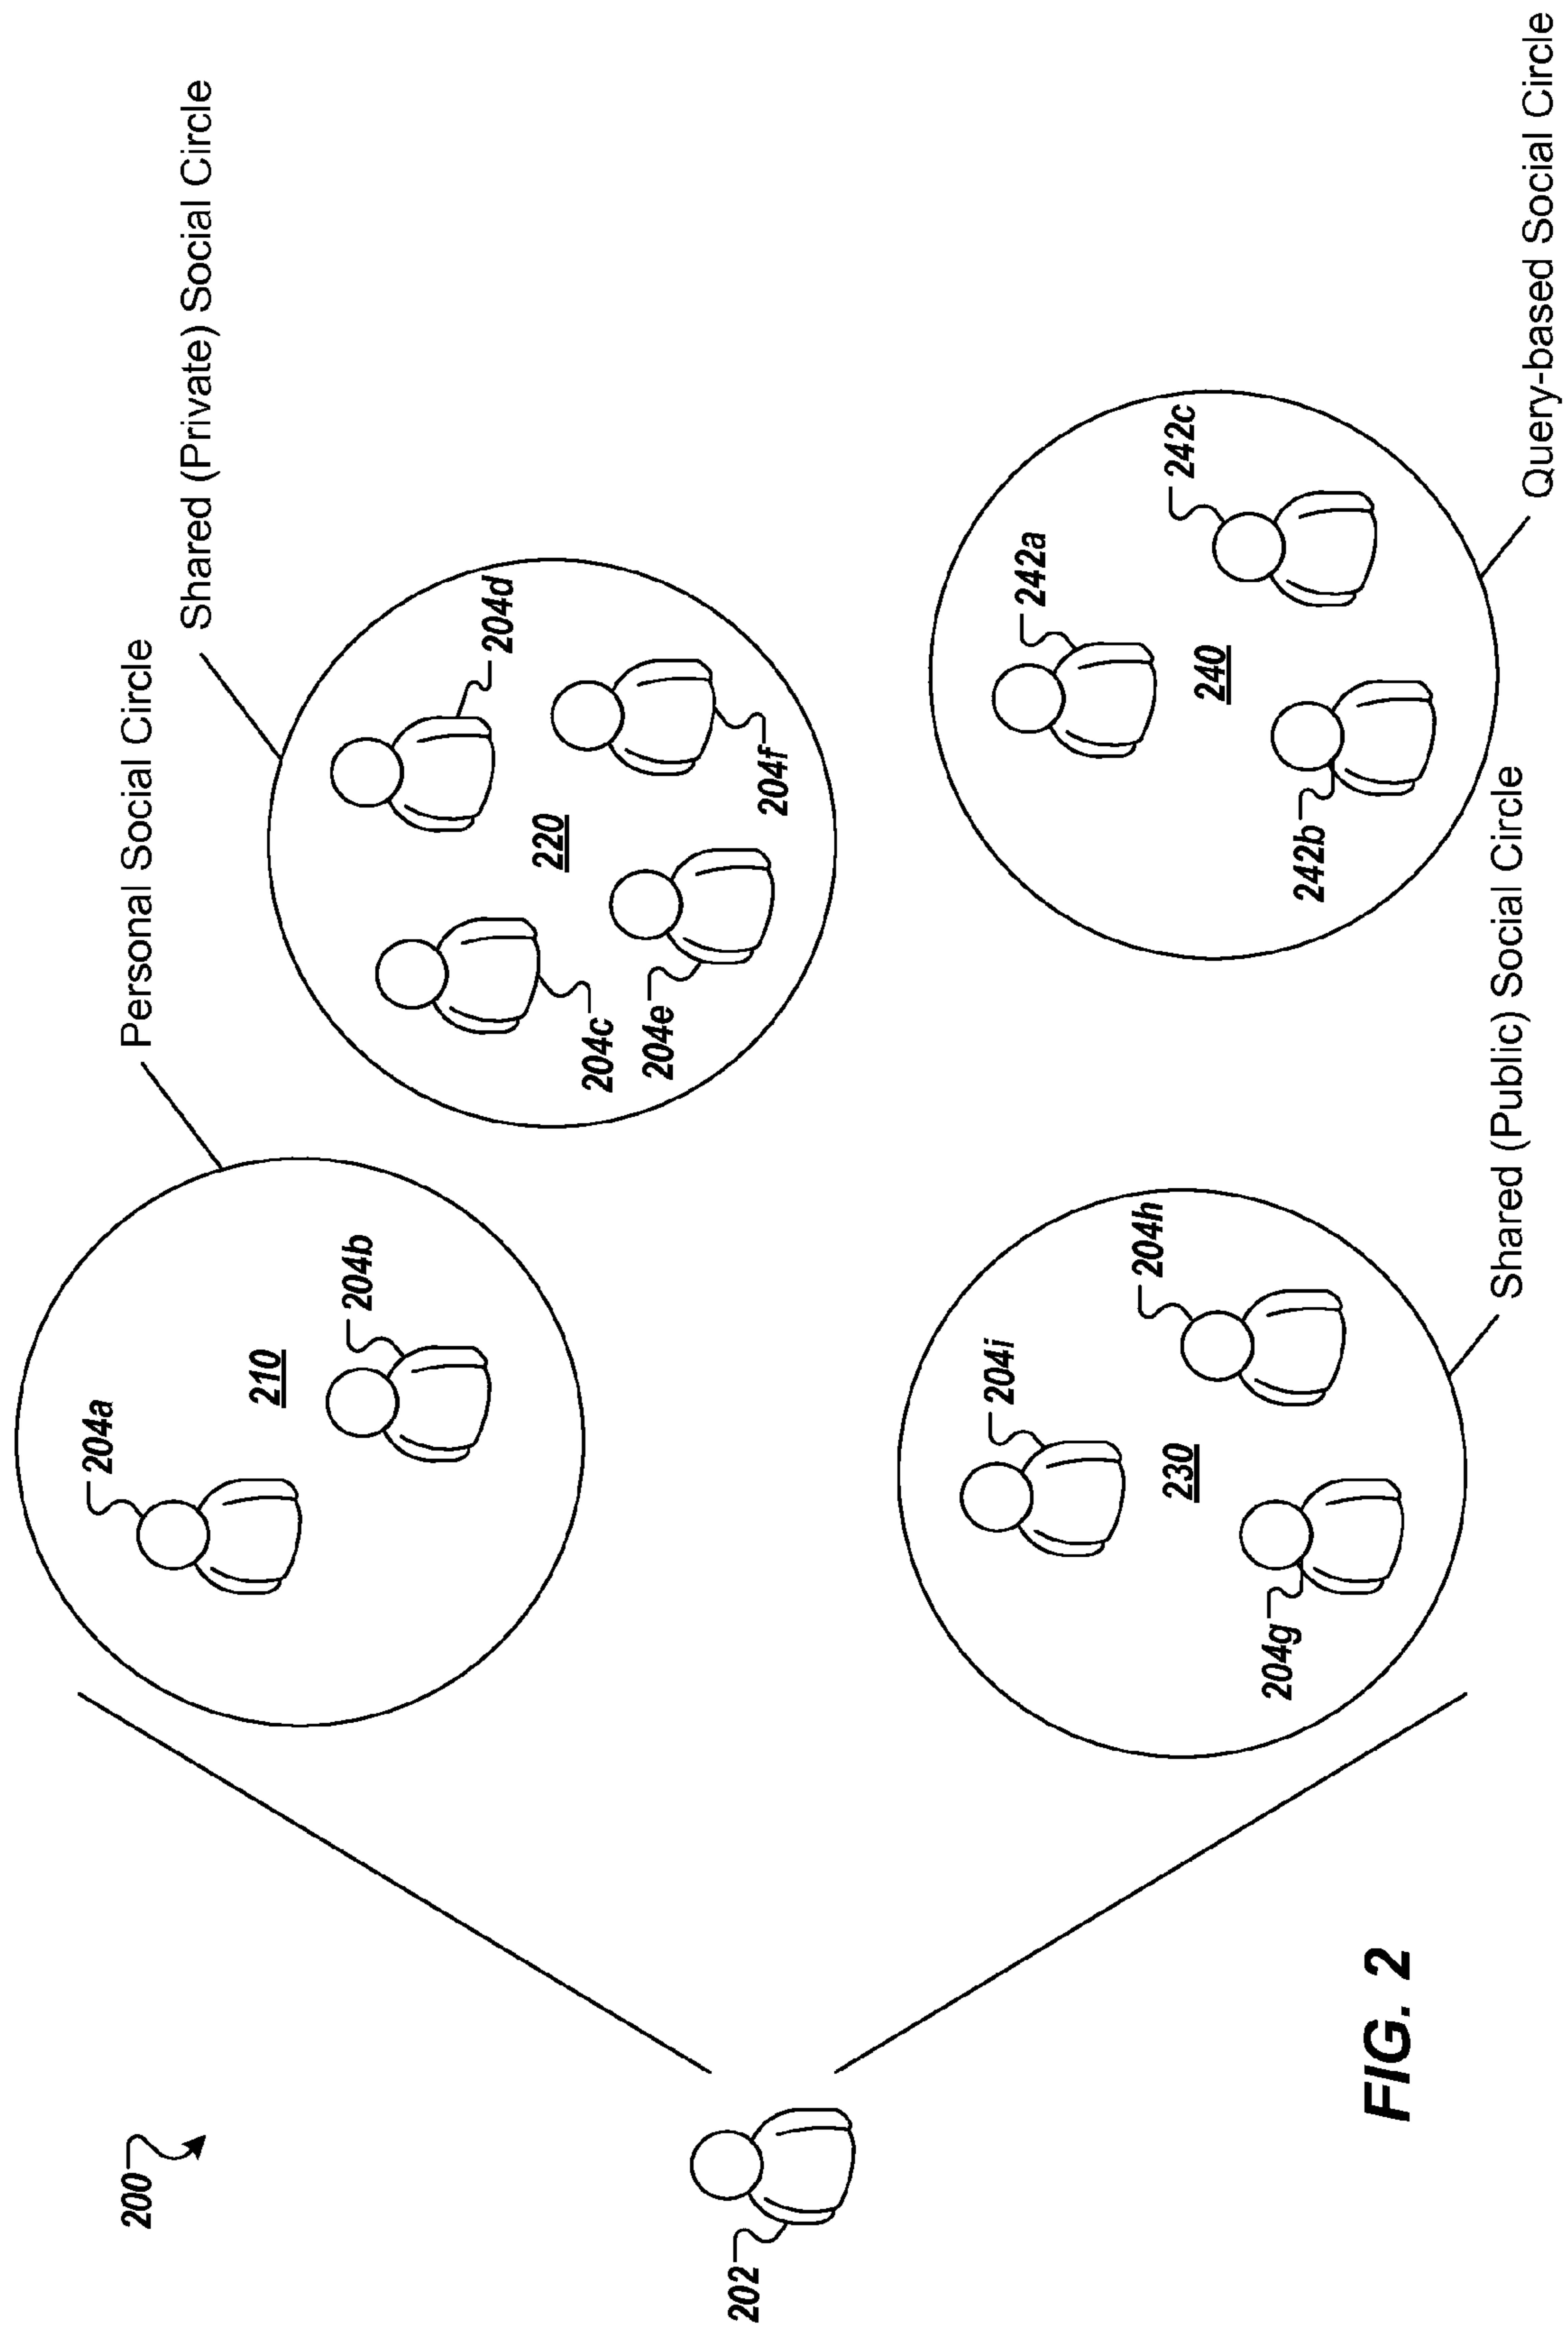 200
Personal Social Circle
Shared (Private) Social Circle
204a
210
204b
204d
204c
220
204e
204f
202
204i
230
204h
204g
242a
242c
240
242b
Shared (Public) Social Circle
Query-based Social Circle
FIG. 2